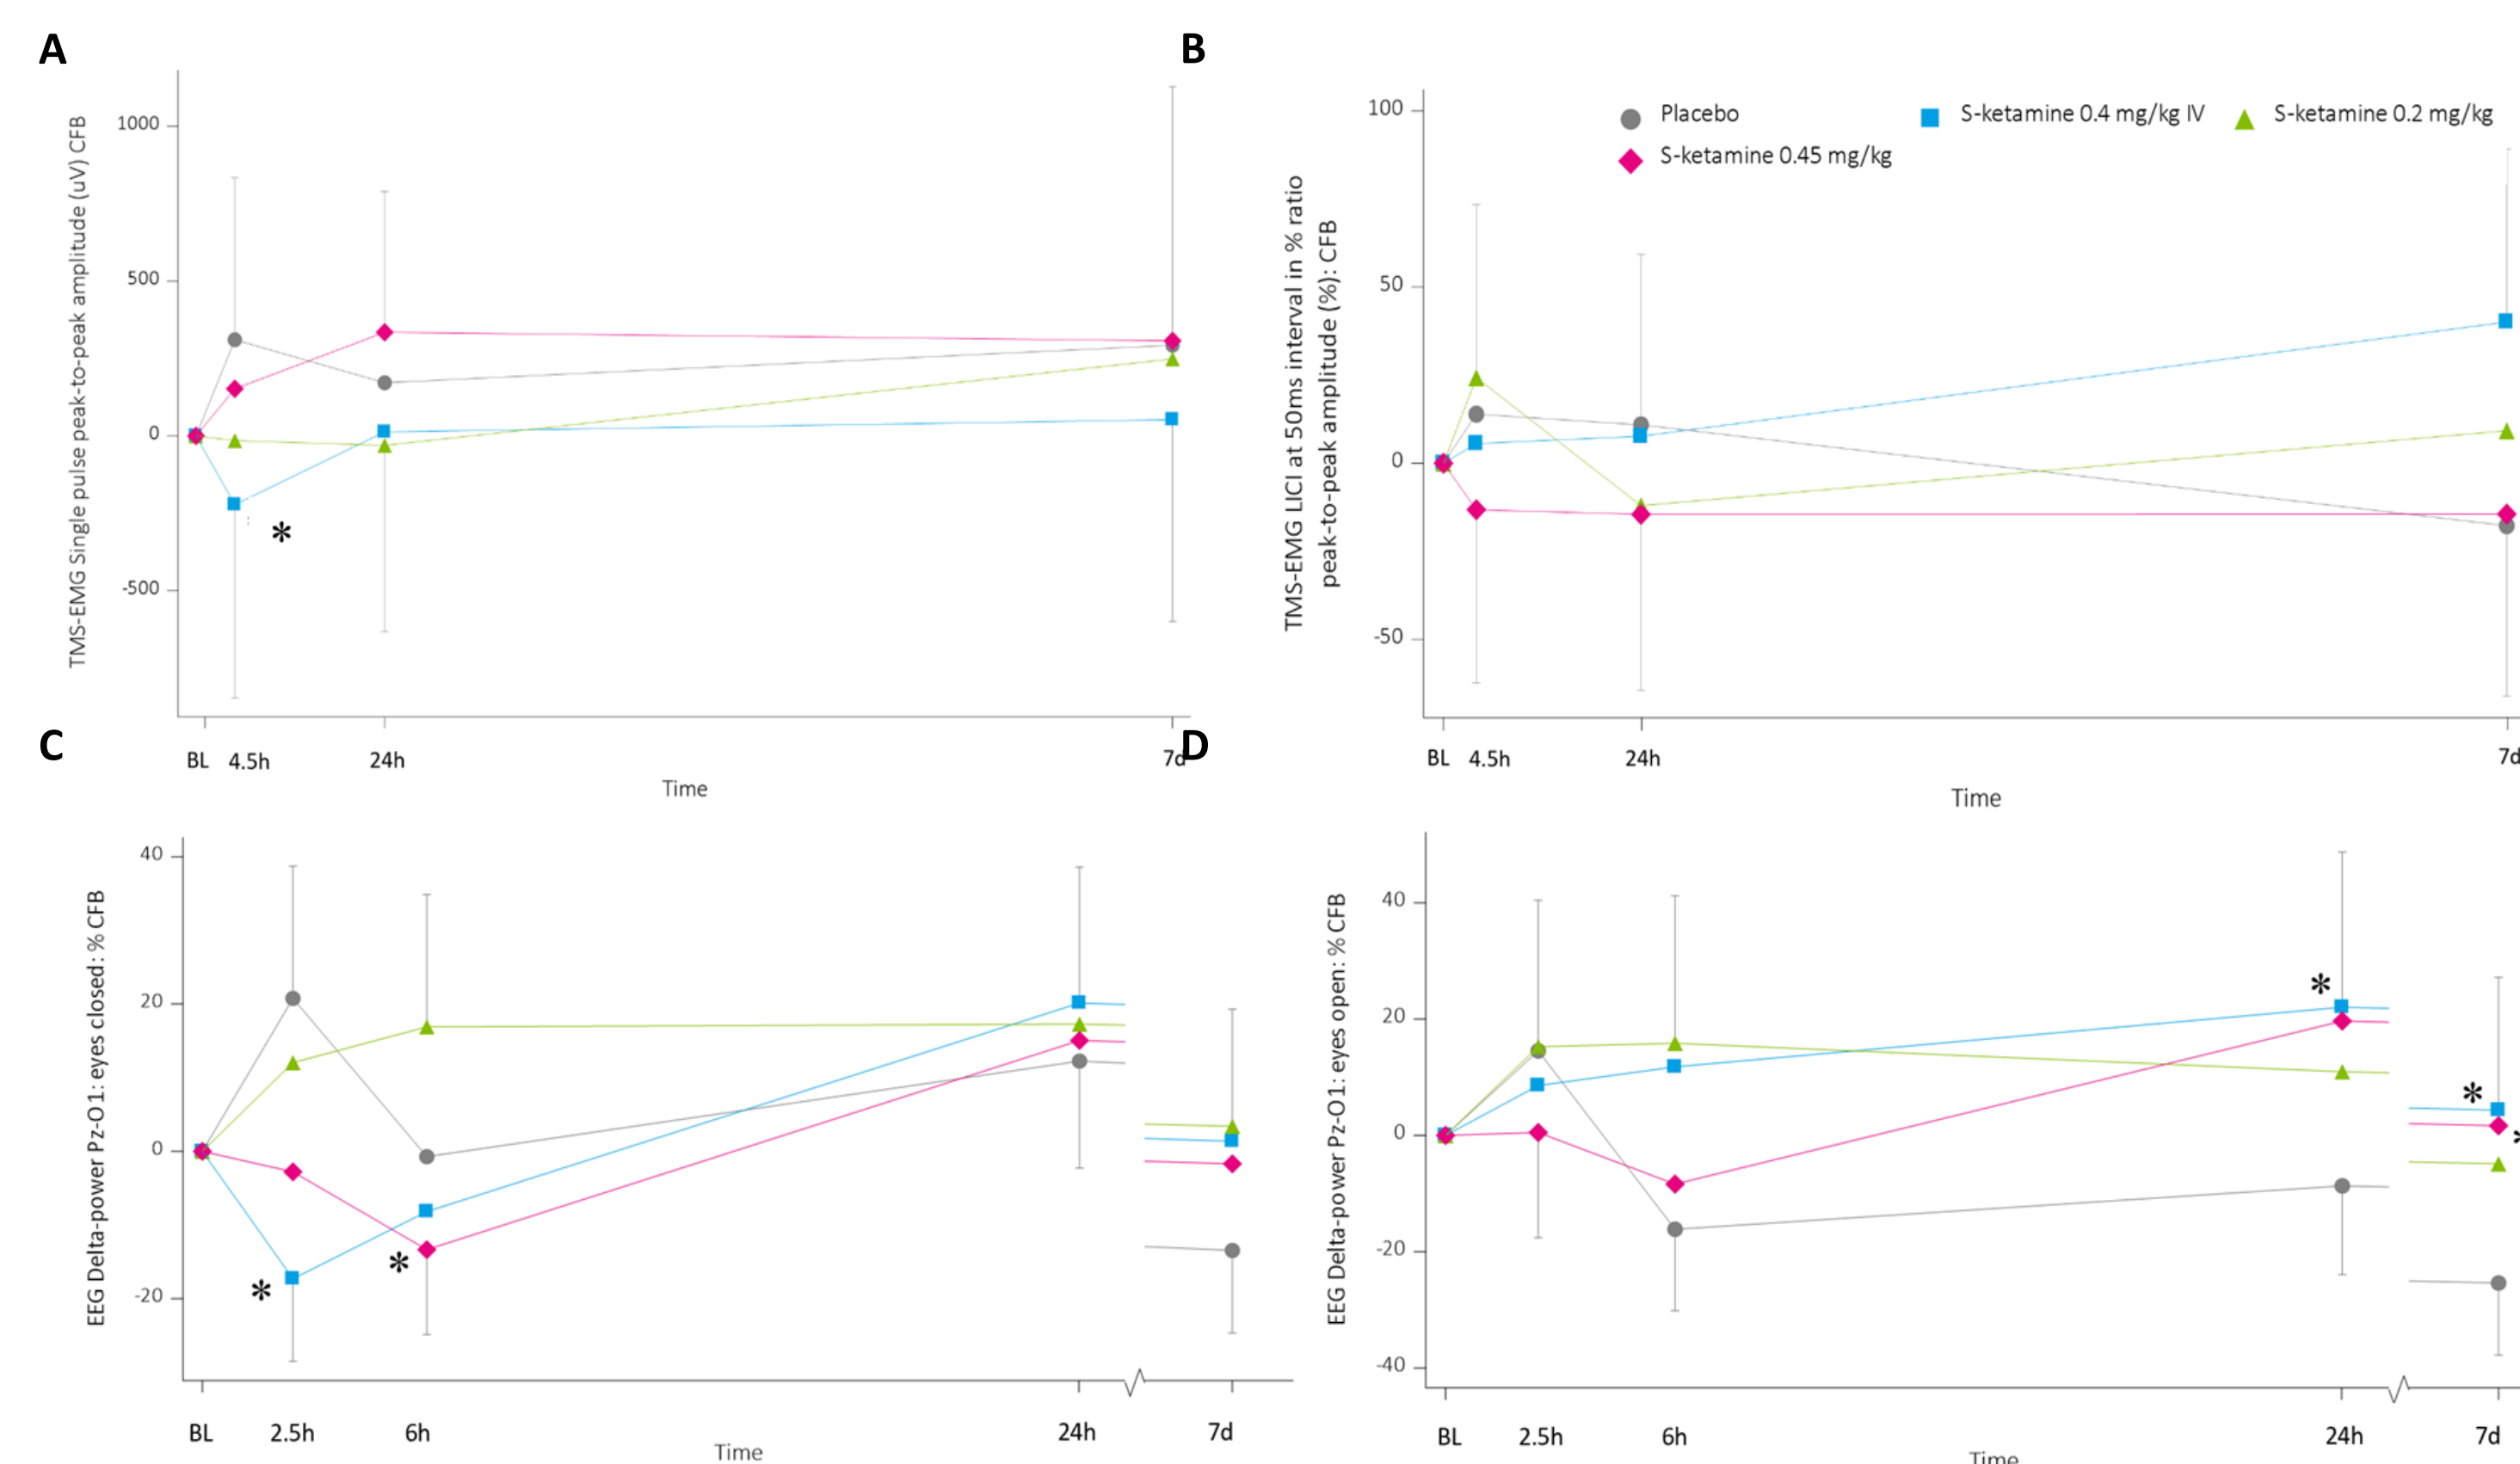 A
B
TMS-EMG Single pulse peak-to-peak amplitude (uV) CFB
1000
500
0
-500
BL 4.5h 24h 7d
Time
TMS-EMG LICI at 50ms interval in % ratio
peak-to-peak amplitude (%): CFB
100
50
0
-50
Placebo S-ketamine 0.4 mg/kg IV S-ketamine 0.2 mg/kg
S-ketamine 0.45 mg/kg
*
BL 4.5h 24h 7d
Time
C
D
EEG Delta-power Pz-O1: eyes closed: % CFB
40
20
0
-20
*
*
BL 2.5h 6h 24h 7d
Time
EEG Delta-power Pz-O1: eyes open: % CFB
40
20
0
-20
-40
*
*
*
BL 2.5h 6h 24h 7d
Time